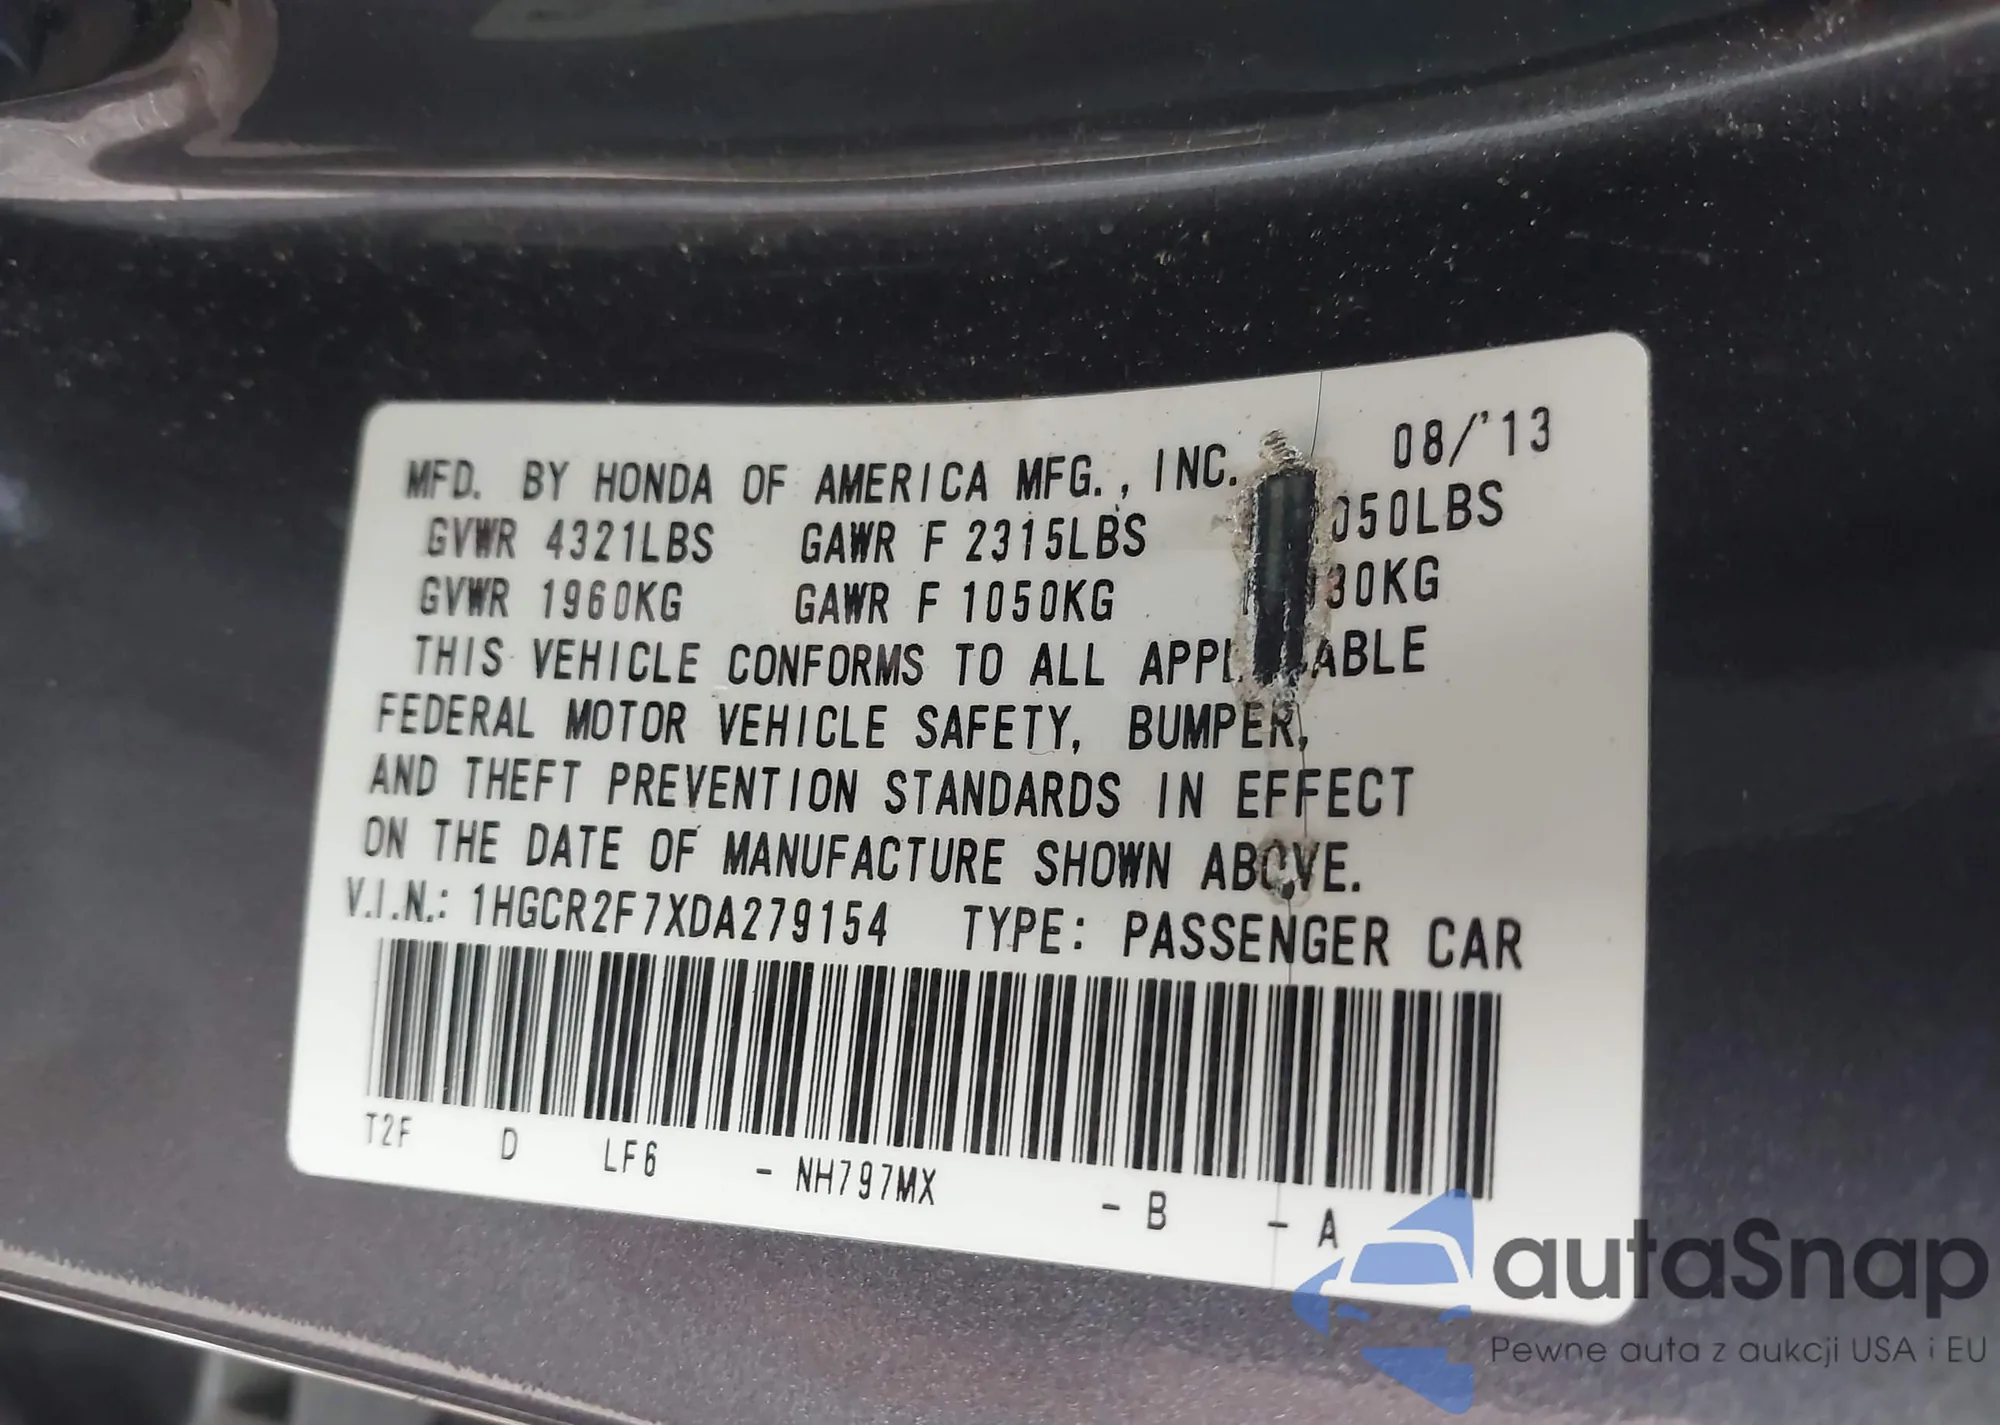 MFD. BY HONDA OF AMERICA MFG., INC. 08/'13
GVWR 4321LBS GAWR F 2315LBS 050LBS
GVWR 1960KG GAWR F 1050KG 30KG
THIS VEHICLE CONFORMS TO ALL APPL ABLE
FEDERAL MOTOR VEHICLE SAFETY, BUMPER,
AND THEFT PREVENTION STANDARDS IN EFFECT
ON THE DATE OF MANUFACTURE SHOWN ABOVE.
V.I.N.: 1HGCR2F7XDA279154 TYPE: PASSENGER CAR
T2F D LF6 - NH797MX - B - A
autaSnap
Pewne auta z aukcji USA i EU